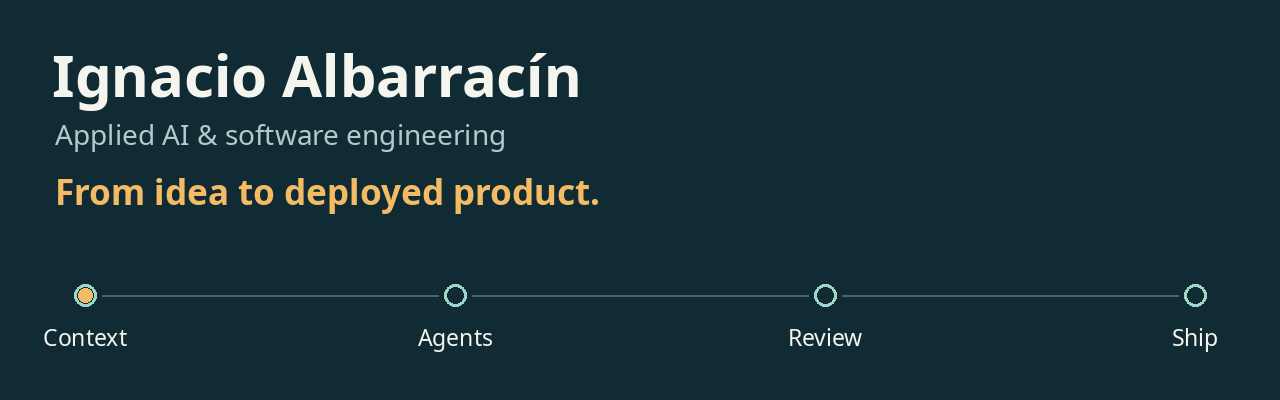 Ignacio Albarracín
Applied AI & software engineering
From idea to deployed product.
Context
Agents
Review
Ship